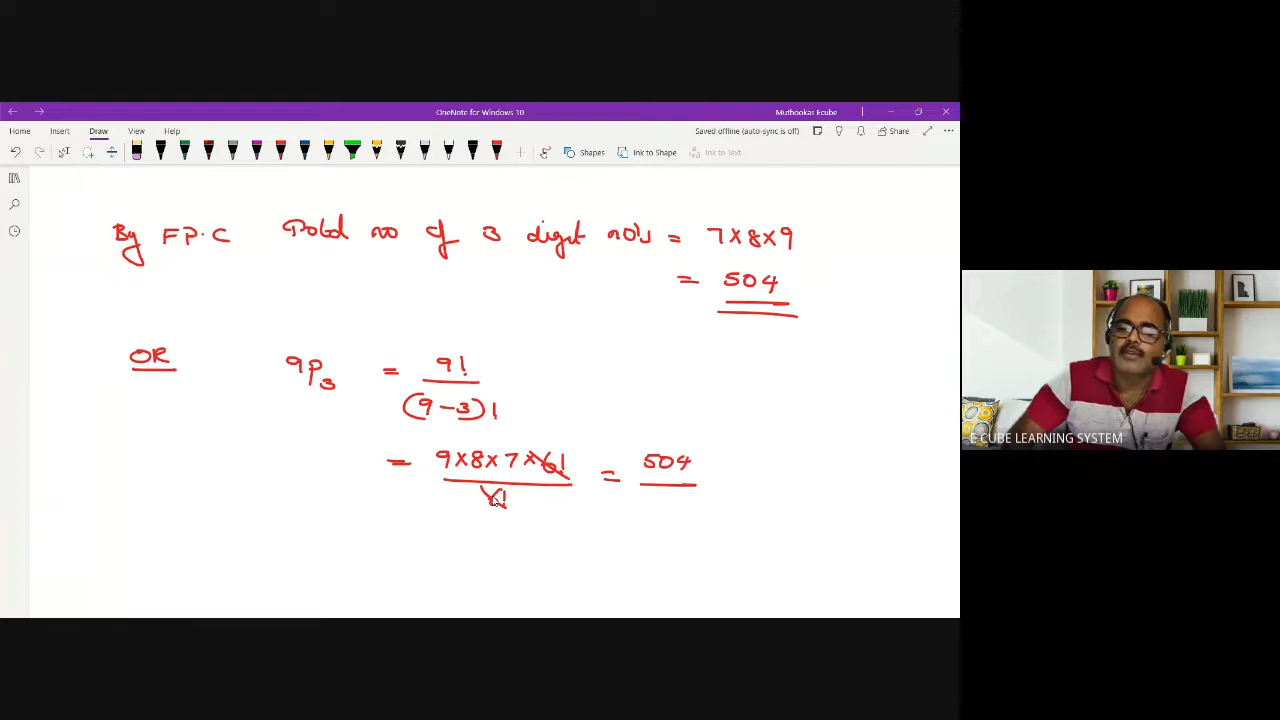 OneNote for Windows 10
Muthookas Ecube
Home Insert Draw View Help
Saved offline (auto-sync is off)
Share
Shapes
Ink to Shape
Ink to Text
By F.P.C Total no of 3 digit no's = 7×8×9
= 504
OR 9P3 = 9!
(9-3)!
= 9×8×7×6! = 504
6!
E CUBE LEARNING SYSTEM